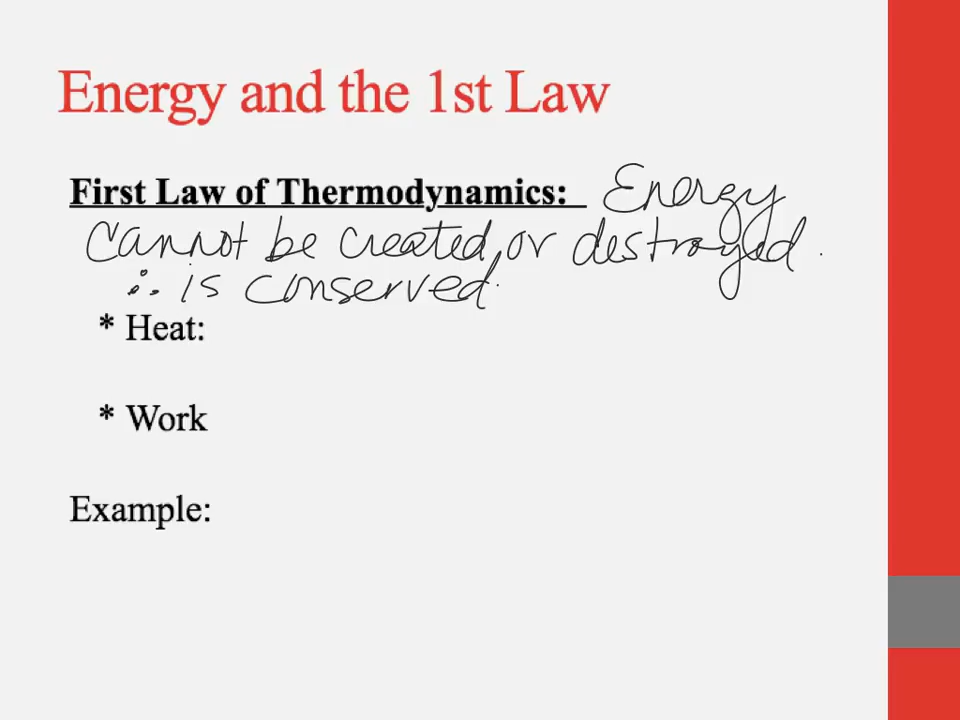 Energy and the 1st Law
First Law of Thermodynamics: Energy
cannot be created, or destroyed.
∴ is conserved.
* Heat:
* Work
Example: